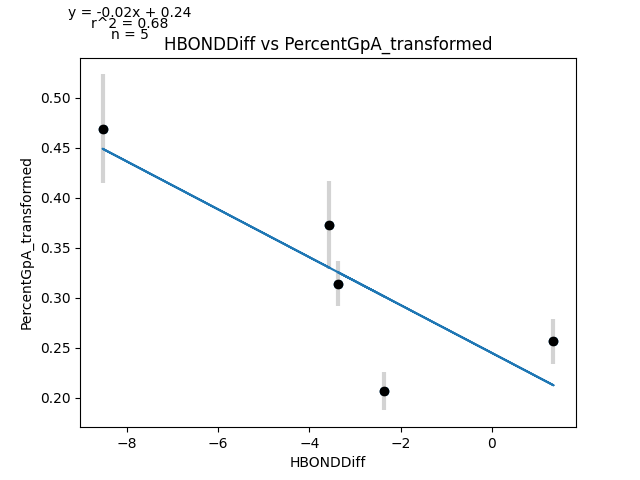 y = -0.02x + 0.24
r^2 = 0.68
n = 5
HBONDDiff vs PercentGpA_transformed
PercentGpA_transformed
0.50
0.45
0.40
0.35
0.30
0.25
0.20
−8
−6
−4
−2
0
HBONDDiff